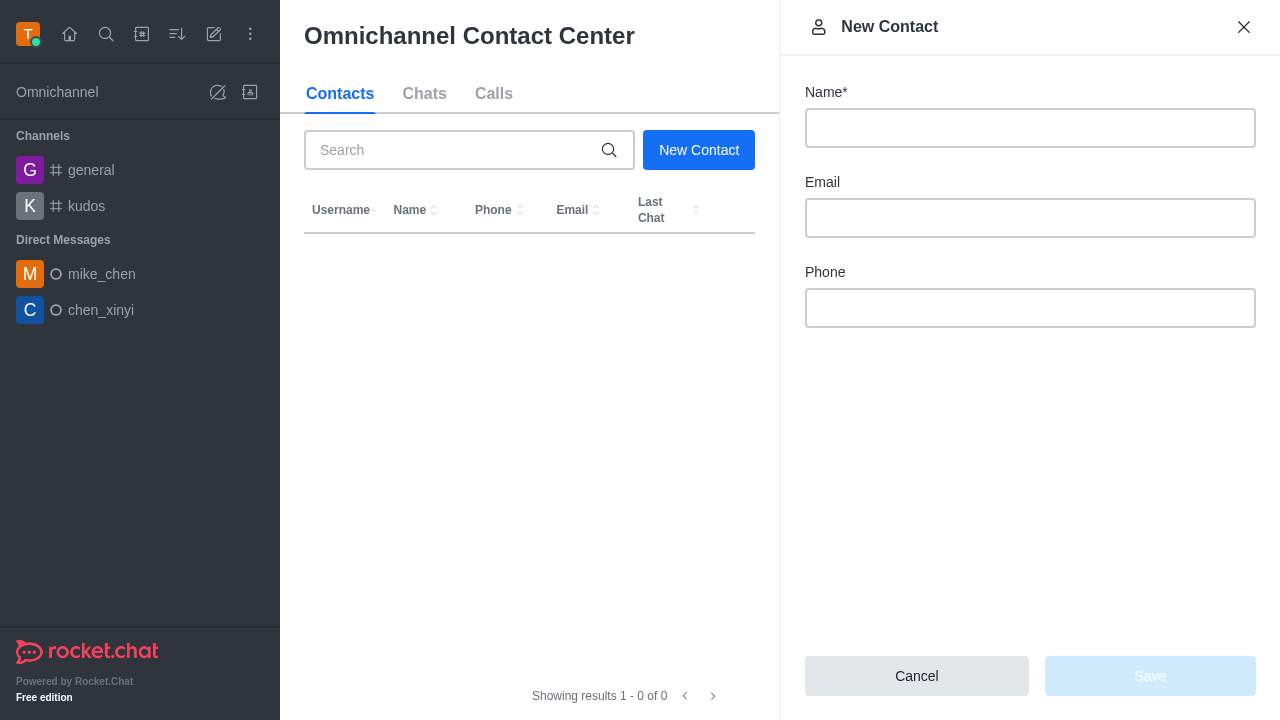 T
Omnichannel
Channels
G general
K kudos
Direct Messages
M mike_chen
C chen_xinyi
rocket.chat
Powered by Rocket.Chat
Free edition
Omnichannel Contact Center
Contacts Chats Calls
Search
New Contact
Username Name Phone Email Last Chat
Showing results 1 - 0 of 0
New Contact
Name*
Email
Phone
Cancel Save